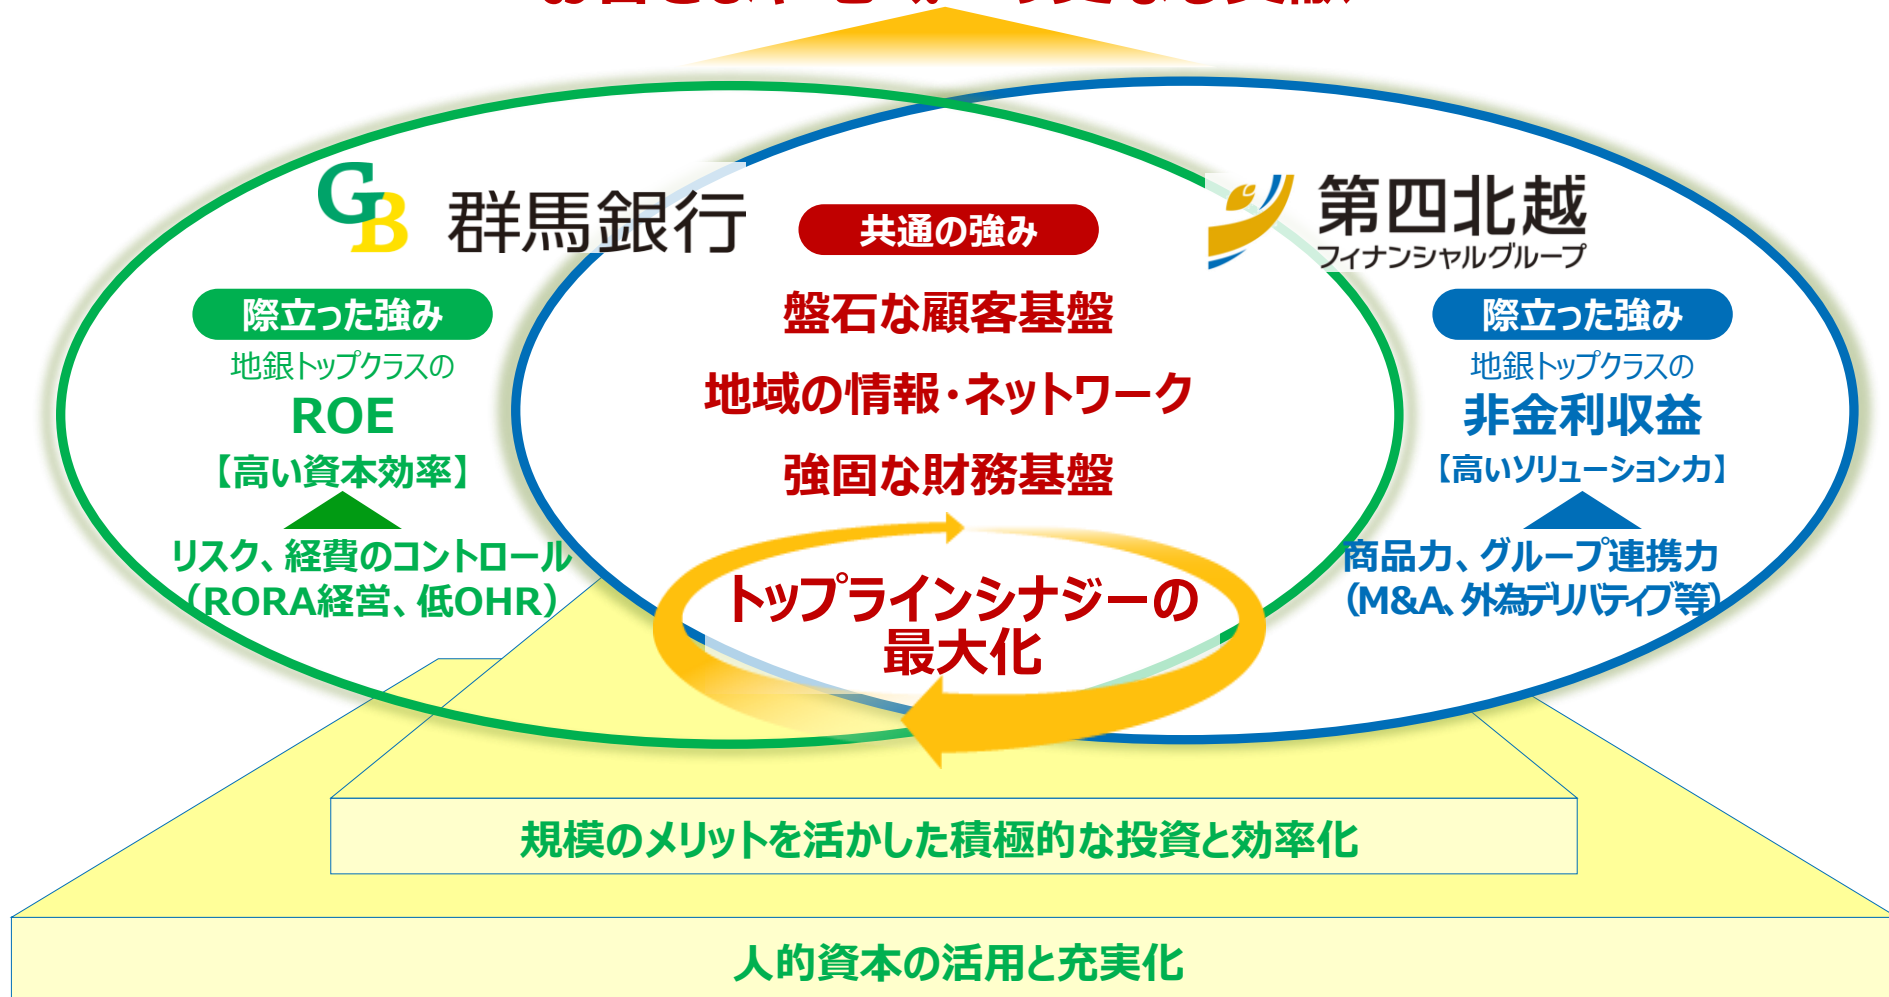 GB 群馬銀行
第四北越
フィナンシャルグループ
共通の強み
盤石な顧客基盤
地域の情報・ネットワーク
強固な財務基盤
際立った強み
地銀トップクラスの
ROE
【高い資本効率】
リスク、経費のコントロール
（RORA経営、低OHR）
際立った強み
地銀トップクラスの
非金利収益
【高いソリューション力】
商品力、グループ連携力
（M&A、外為デリバティブ等）
トップラインシナジーの
最大化
規模のメリットを活かした積極的な投資と効率化
人的資本の活用と充実化